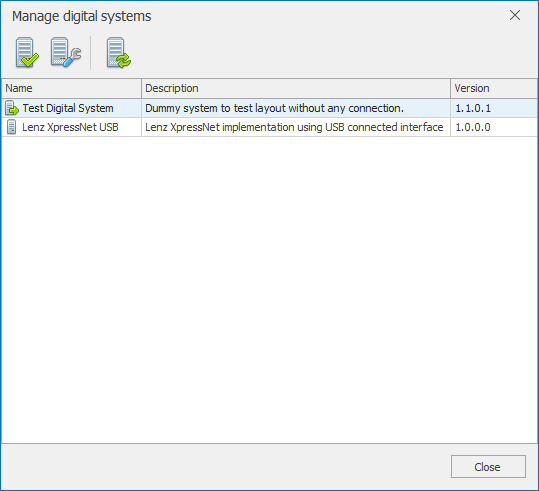 Manage digital systems
Name Description Version
Test Digital System Dummy system to test layout without any connection. 1.1.0.1
Lenz XpressNet USB Lenz XpressNet implementation using USB connected interface 1.0.0.0
Close